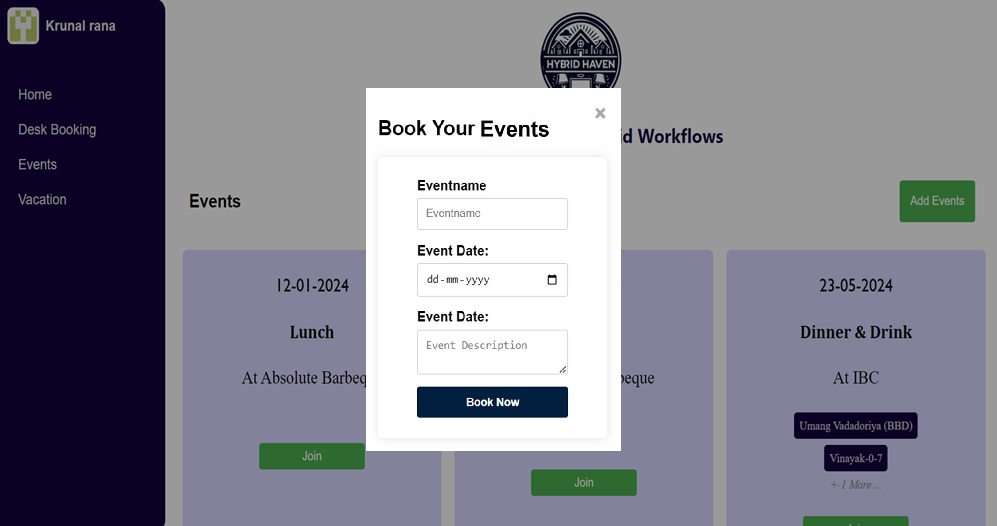 Krunal rana
Home
Desk Booking
Events
Vacation
HYBRID HAVEN
id Workflows
Events
Add Events
Book Your Events
×
Eventname
Eventname
Event Date:
dd-mm-yyyy
Event Date:
Event Description
Book Now
12-01-2024
Lunch
At Absolute Barbeq
Join
beque
Join
23-05-2024
Dinner & Drink
At IBC
Umang Vadadoriya (BBD)
Vinayak-0-7
+-1 More ...